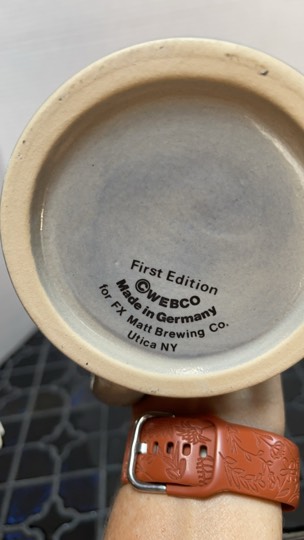 First Edition
©WEBCO
Made in Germany
for FX Matt Brewing Co.
Utica NY